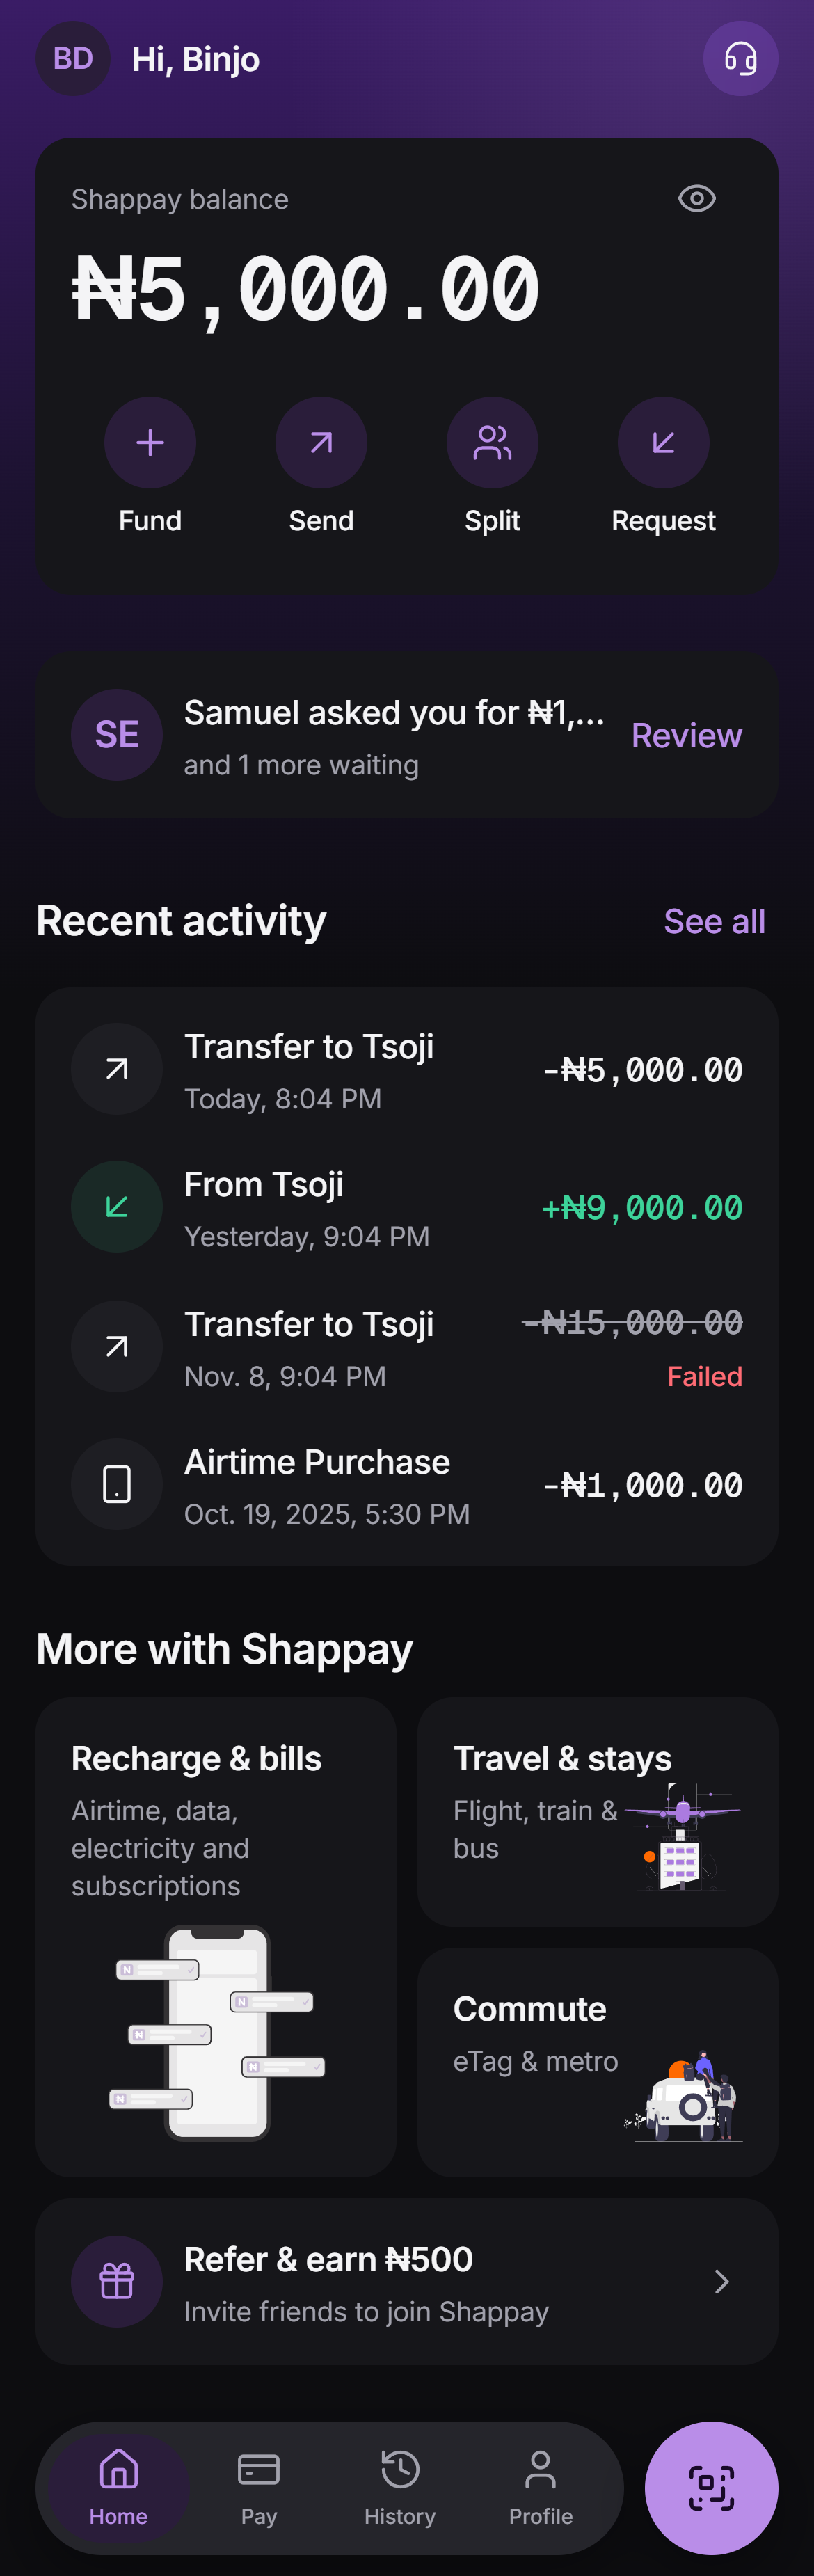 BD
Hi, Binjo
Shappay balance
₦5,000.00
Fund
Send
Split
Request
SE
Samuel asked you for ₦1,...
and 1 more waiting
Review
Recent activity
See all
Transfer to Tsoji
-₦5,000.00
Today, 8:04 PM
From Tsoji
+₦9,000.00
Yesterday, 9:04 PM
Transfer to Tsoji
-₦15,000.00
Nov. 8, 9:04 PM
Failed
Airtime Purchase
-₦1,000.00
Oct. 19, 2025, 5:30 PM
More with Shappay
Recharge & bills
Airtime, data,
electricity and
subscriptions
N
N
N
N
N
Travel & stays
Flight, train &
bus
Commute
eTag & metro
Refer & earn ₦500
Invite friends to join Shappay
Home
Pay
History
Profile